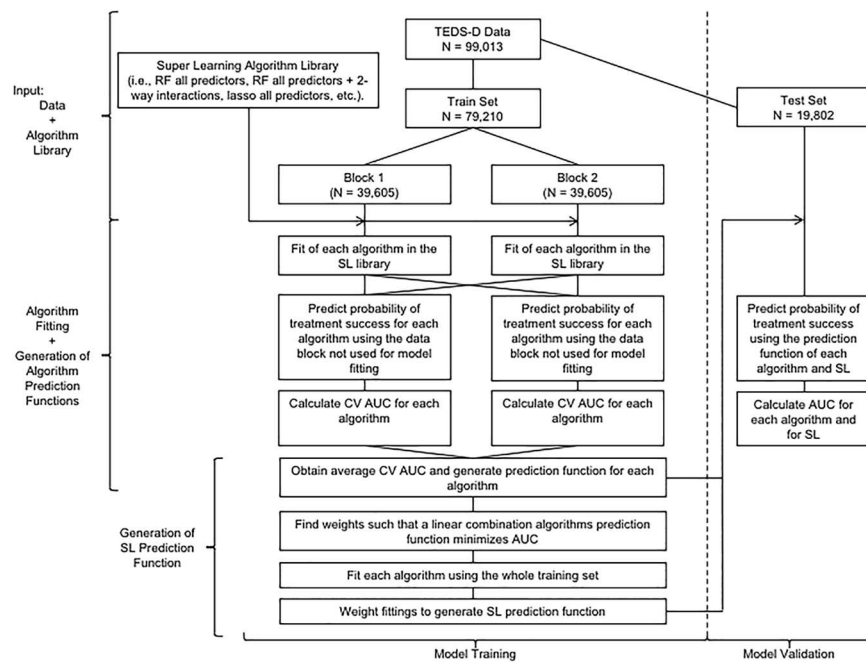 TEDS-D Data
N = 99,013
Super Learning Algorithm Library
(i.e., RF all predictors, RF all predictors + 2-
way interactions, lasso all predictors, etc.).
Input:
Data
+
Algorithm
Library
Train Set
N = 79,210
Test Set
N = 19,802
Block 1
(N = 39,605)
Block 2
(N = 39,605)
Fit of each algorithm in the
SL library
Fit of each algorithm in the
SL library
Algorithm
Fitting
+
Generation of
Algorithm
Prediction
Functions
Predict probability of
treatment success for each
algorithm using the data
block not used for model
fitting
Predict probability of
treatment success for each
algorithm using the data
block not used for model
fitting
Predict probability of
treatment success
using the prediction
function of each
algorithm and SL
Calculate CV AUC for each
algorithm
Calculate CV AUC for each
algorithm
Calculate AUC for
each algorithm and
for SL
Obtain average CV AUC and generate prediction function for each
algorithm
Generation of
SL Prediction
Function
Find weights such that a linear combination algorithms prediction
function minimizes AUC
Fit each algorithm using the whole training set
Weight fittings to generate SL prediction function
Model Training
Model Validation